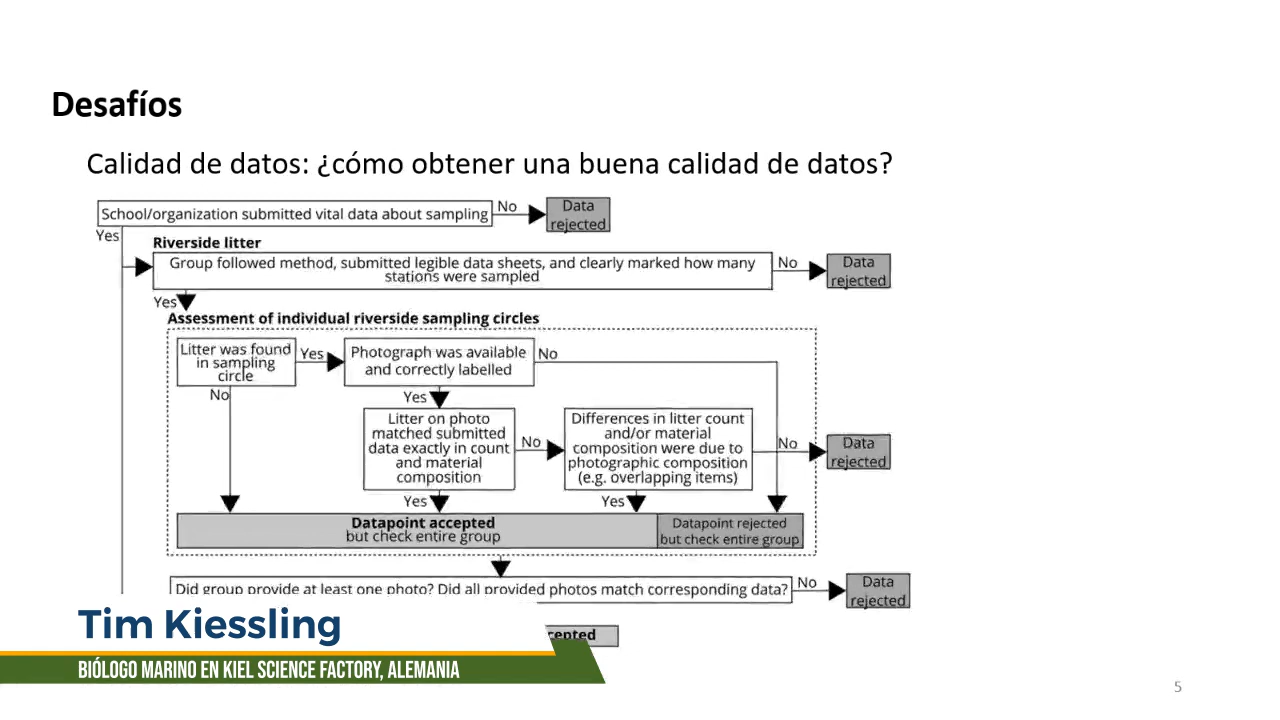 Desafíos
Calidad de datos: ¿cómo obtener una buena calidad de datos?
School/organization submitted vital data about sampling
No
Data
rejected
Yes
Riverside litter
Group followed method, submitted legible data sheets, and clearly marked how many
stations were sampled
No
Data
rejected
Yes
Assessment of individual riverside sampling circles
Litter was found
in sampling
circle
Yes
Photograph was available
and correctly labelled
No
No
Yes
Litter on photo
matched submitted
data exactly in count
and material
composition
No
Differences in litter count
and/or material
composition were due to
photographic composition
(e.g. overlapping items)
No
Data
rejected
Yes
Yes
Datapoint accepted
but check entire group
Datapoint rejected
but check entire group
Did group provide at least one photo? Did all provided photos match corresponding data?
No
Data
rejected
Tim Kiessling
BIÓLOGO MARINO EN KIEL SCIENCE FACTORY, ALEMANIA
5